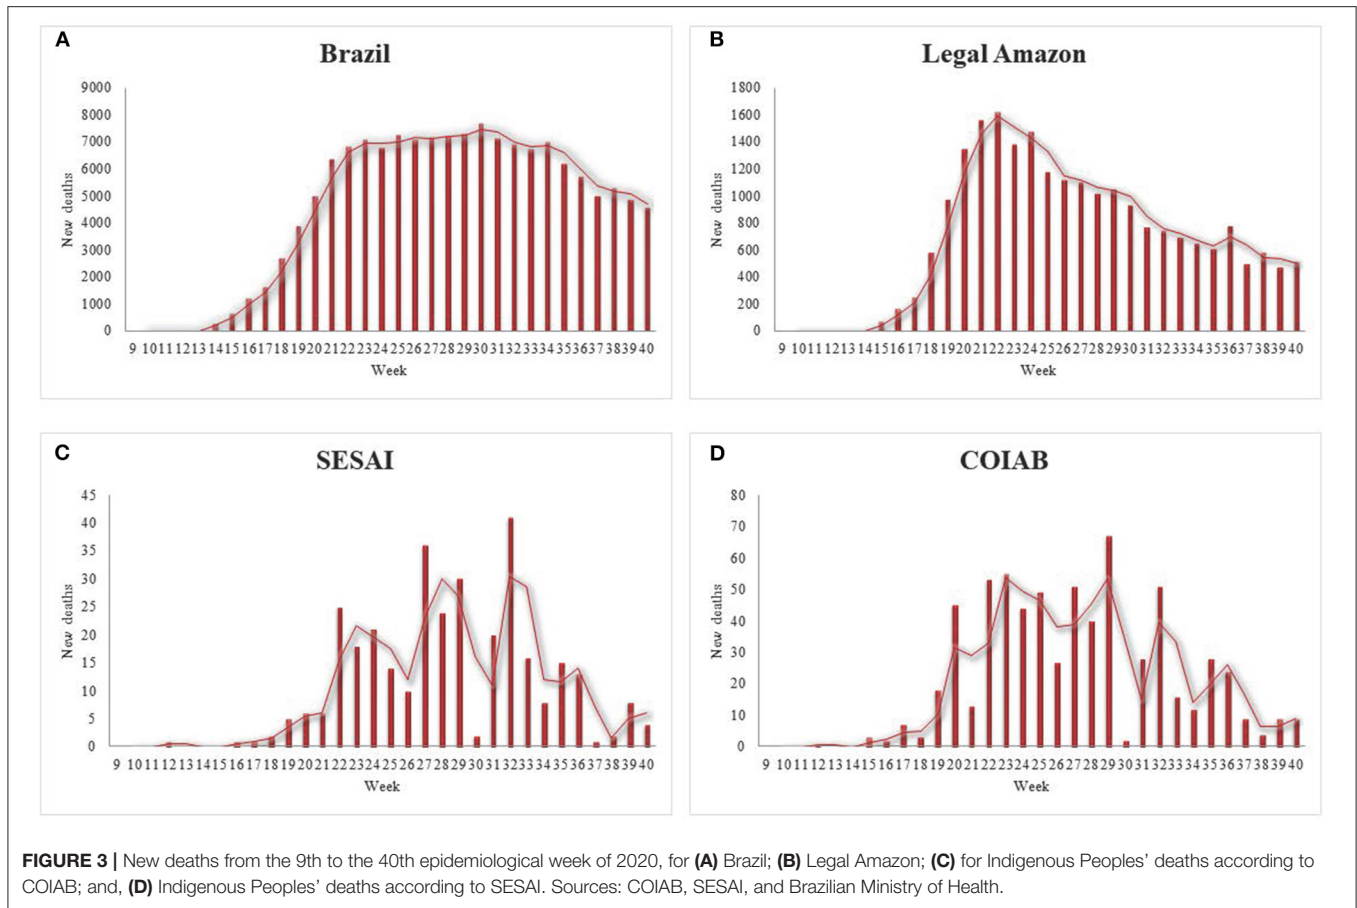 A
Brazil
9000
8000
7000
6000
5000
4000
3000
2000
1000
0
New deaths
9 10 11 12 13 14 15 16 17 18 19 20 21 22 23 24 25 26 27 28 29 30 31 32 33 34 35 36 37 38 39 40
Week
B
Legal Amazon
1800
1600
1400
1200
1000
800
600
400
200
0
New deaths
9 10 11 12 13 14 15 16 17 18 19 20 21 22 23 24 25 26 27 28 29 30 31 32 33 34 35 36 37 38 39 40
Week
C
SESAI
45
40
35
30
25
20
15
10
5
0
New deaths
9 10 11 12 13 14 15 16 17 18 19 20 21 22 23 24 25 26 27 28 29 30 31 32 33 34 35 36 37 38 39 40
Week
D
COIAB
80
70
60
50
40
30
20
10
0
New deaths
9 10 11 12 13 14 15 16 17 18 19 20 21 22 23 24 25 26 27 28 29 30 31 32 33 34 35 36 37 38 39 40
Week
FIGURE 3 | New deaths from the 9th to the 40th epidemiological week of 2020, for (A) Brazil; (B) Legal Amazon; (C) for Indigenous Peoples' deaths according to
COIAB; and, (D) Indigenous Peoples' deaths according to SESAI. Sources: COIAB, SESAI, and Brazilian Ministry of Health.